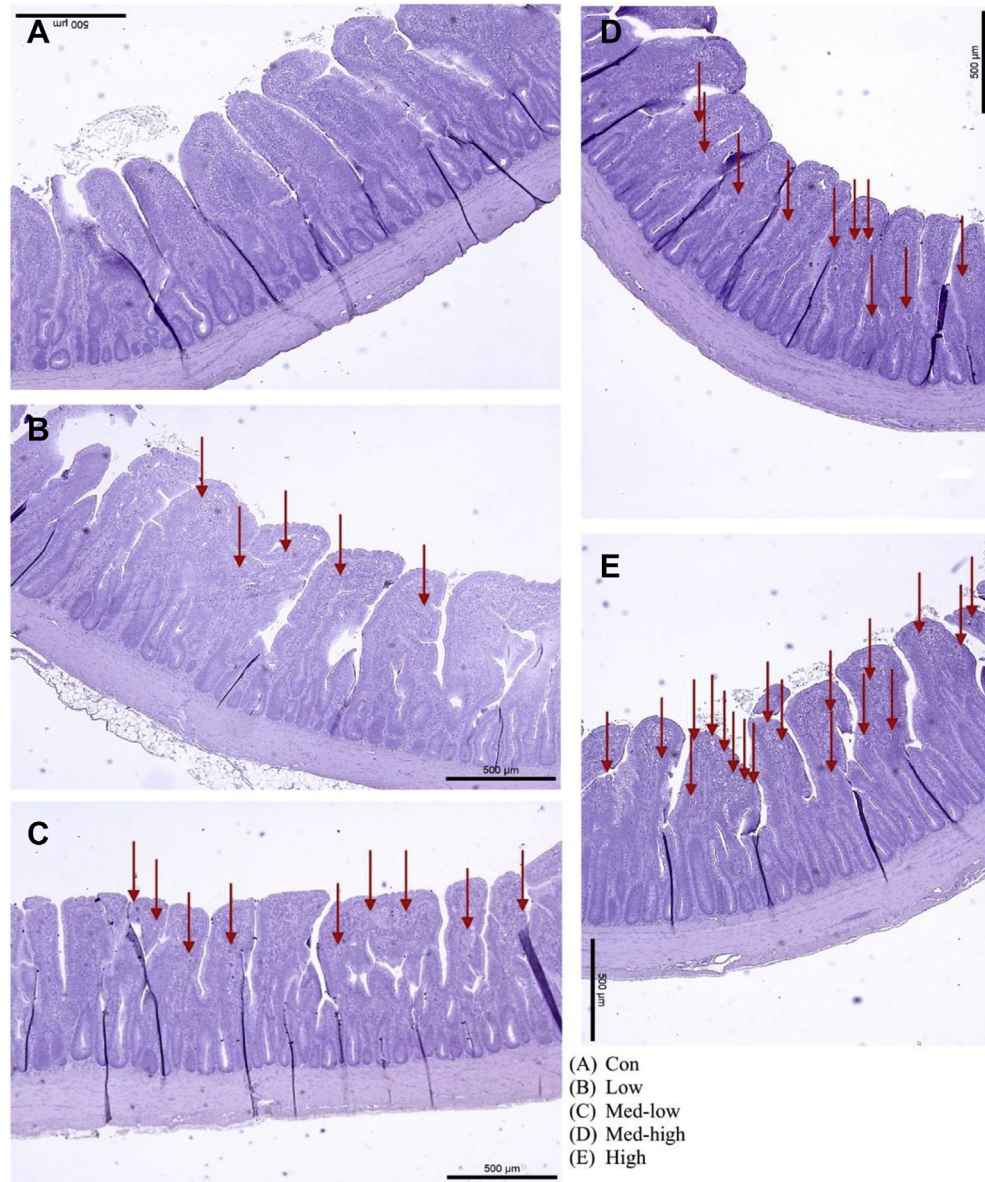 A
500 µm
B
500 µm
C
500 µm
D
500 µm
E
500 µm
(A) Con
(B) Low
(C) Med-low
(D) Med-high
(E) High